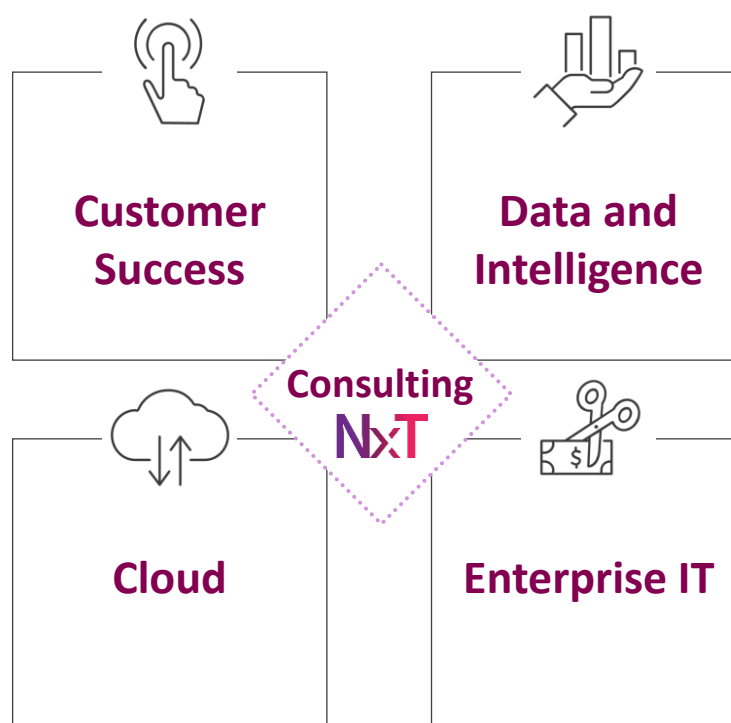 Customer
Success
Data and
Intelligence
Consulting
NxT
$
Cloud
Enterprise IT